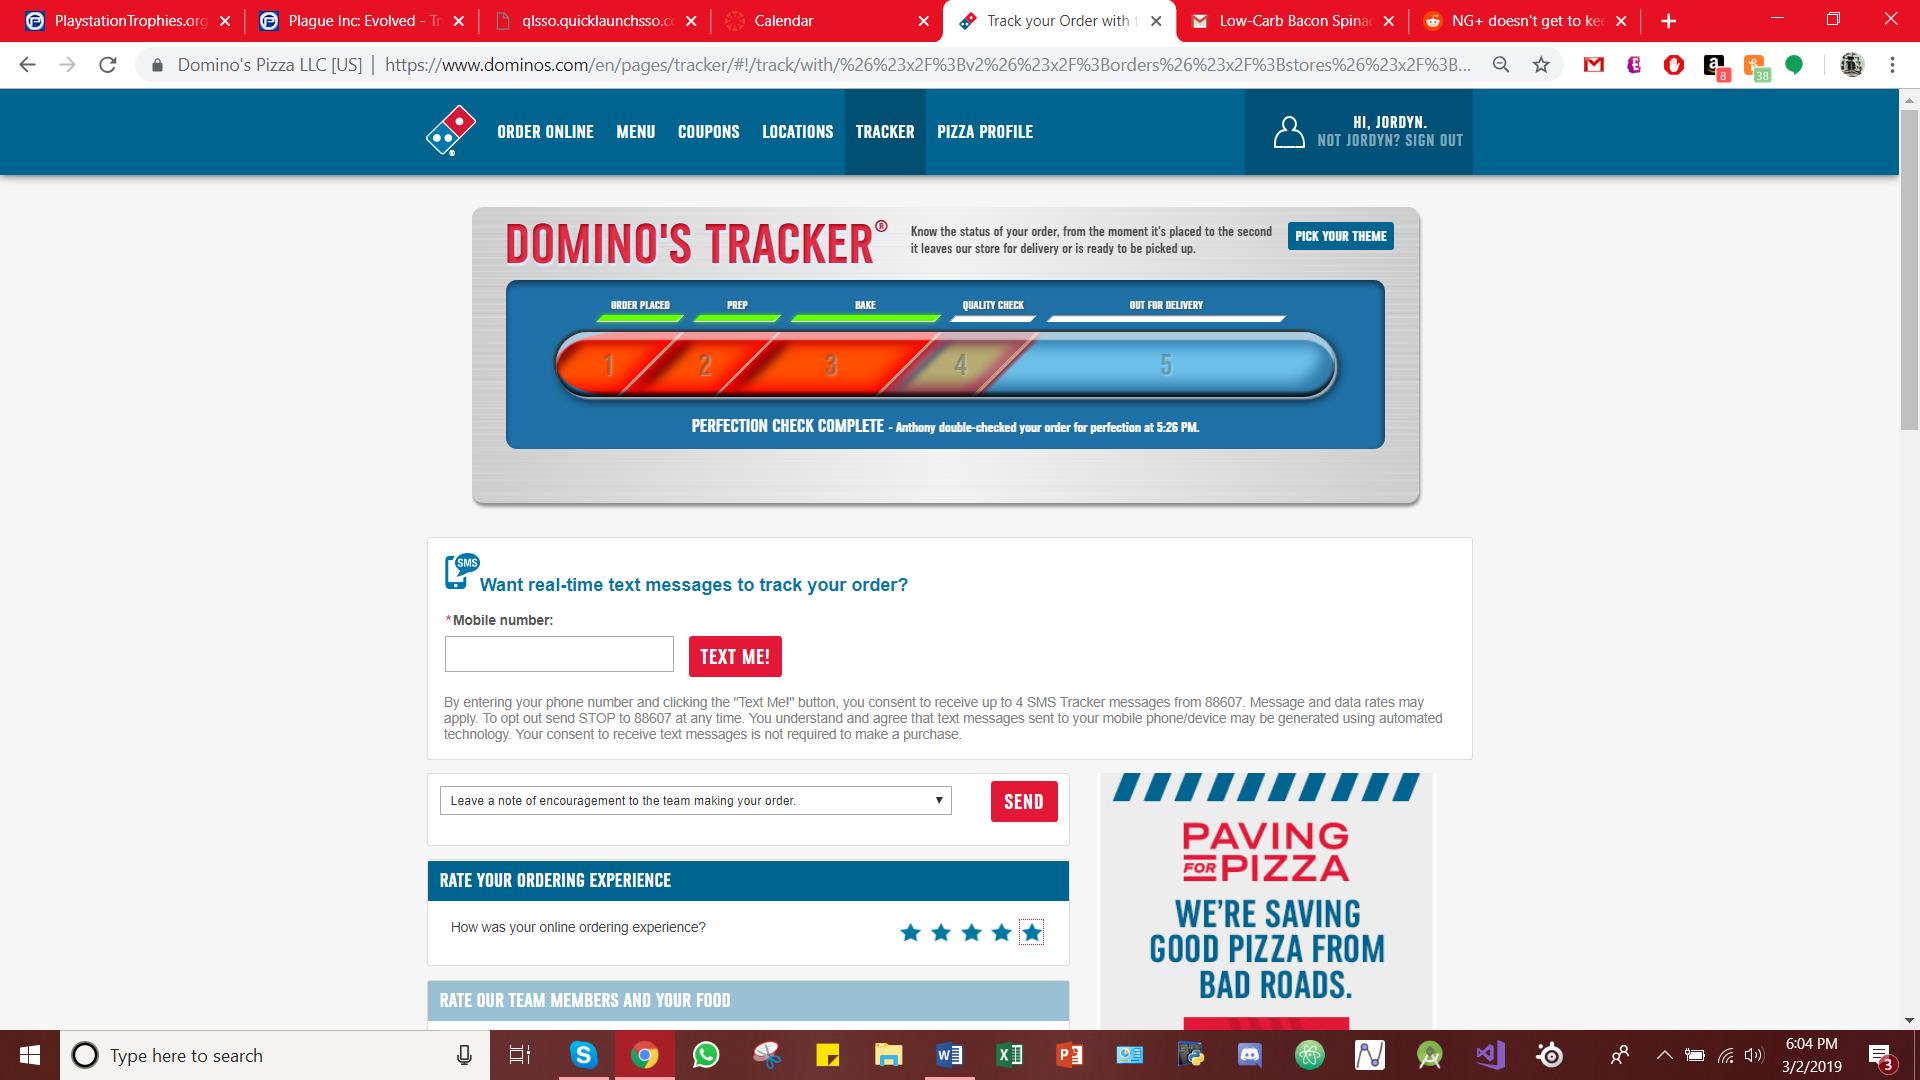 PlaystationTrophies.org
Plague Inc: Evolved - Tr
qlsso.quicklaunchsso.co
Calendar
Track your Order with t
Low-Carb Bacon Spina
NG+ doesn't get to kee
Domino's Pizza LLC [US] | https://www.dominos.com/en/pages/tracker/#!/track/with/%26%23x2F%3Bv2%26%23x2F%3Borders%26%23x2F%3Bstores%26%23x2F%3B...
8
38
ORDER ONLINE
MENU
COUPONS
LOCATIONS
TRACKER
PIZZA PROFILE
HI, JORDYN.
NOT JORDYN? SIGN OUT
DOMINO'S TRACKER®
Know the status of your order, from the moment it's placed to the second
it leaves our store for delivery or is ready to be picked up.
PICK YOUR THEME
ORDER PLACED
PREP
BAKE
QUALITY CHECK
OUT FOR DELIVERY
1
2
3
4
5
PERFECTION CHECK COMPLETE - Anthony double-checked your order for perfection at 5:26 PM.
SMS
Want real-time text messages to track your order?
*Mobile number:
TEXT ME!
By entering your phone number and clicking the "Text Me!" button, you consent to receive up to 4 SMS Tracker messages from 88607. Message and data rates may
apply. To opt out send STOP to 88607 at any time. You understand and agree that text messages sent to your mobile phone/device may be generated using automated
technology. Your consent to receive text messages is not required to make a purchase.
Leave a note of encouragement to the team making your order.
SEND
RATE YOUR ORDERING EXPERIENCE
How was your online ordering experience?
RATE OUR TEAM MEMBERS AND YOUR FOOD
PAVING
FOR PIZZA
WE'RE SAVING
GOOD PIZZA FROM
BAD ROADS.
Type here to search
6:04 PM
3/2/2019
3